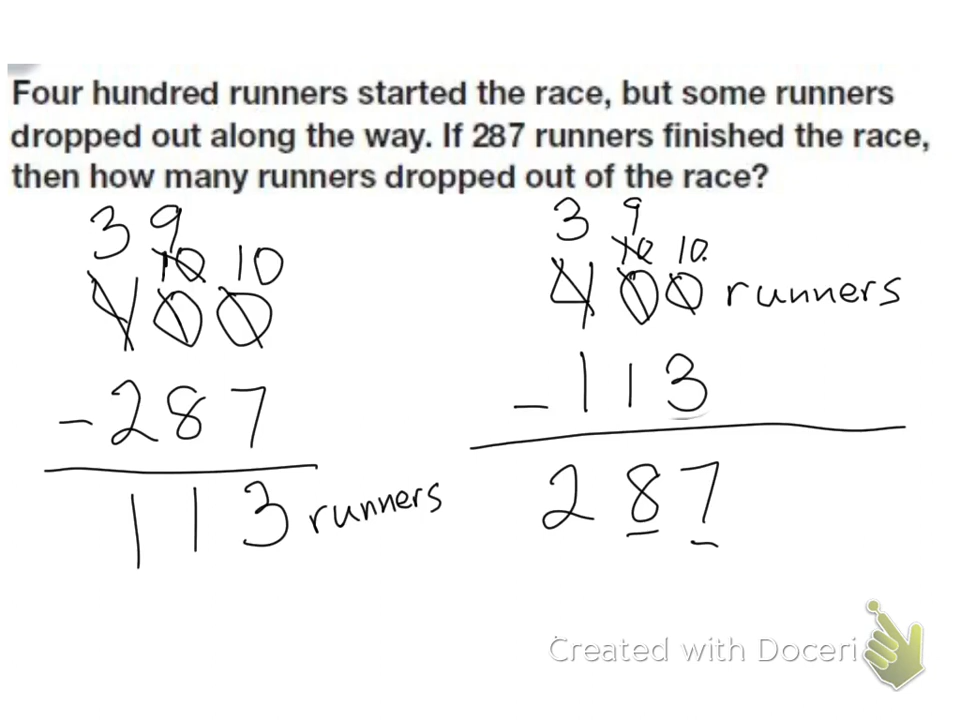 Four hundred runners started the race, but some runners
dropped out along the way. If 287 runners finished the race,
then how many runners dropped out of the race?
3 9
10 10
400
- 287
113 runners
3 9
10 10.
400 runners
- 113
287
Created with Doceri